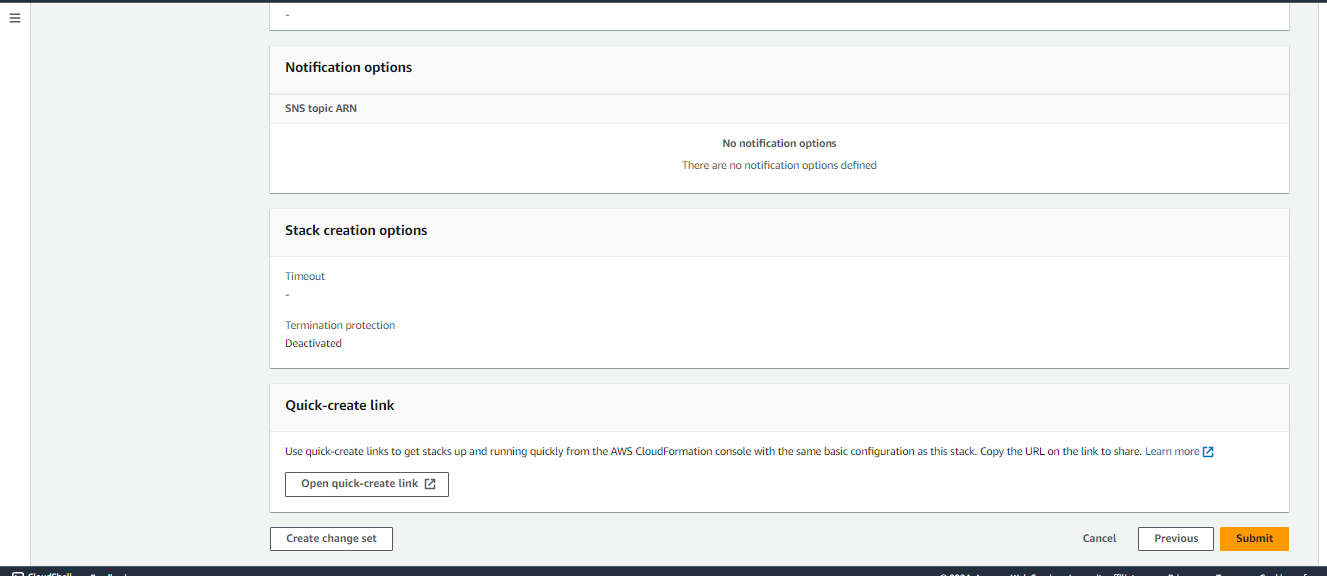 -
Notification options
SNS topic ARN
No notification options
There are no notification options defined
Stack creation options
Timeout
-
Termination protection
Deactivated
Quick-create link
Use quick-create links to get stacks up and running quickly from the AWS CloudFormation console with the same basic configuration as this stack. Copy the URL on the link to share. Learn more
Open quick-create link
Create change set
Cancel
Previous
Submit
CloudShell